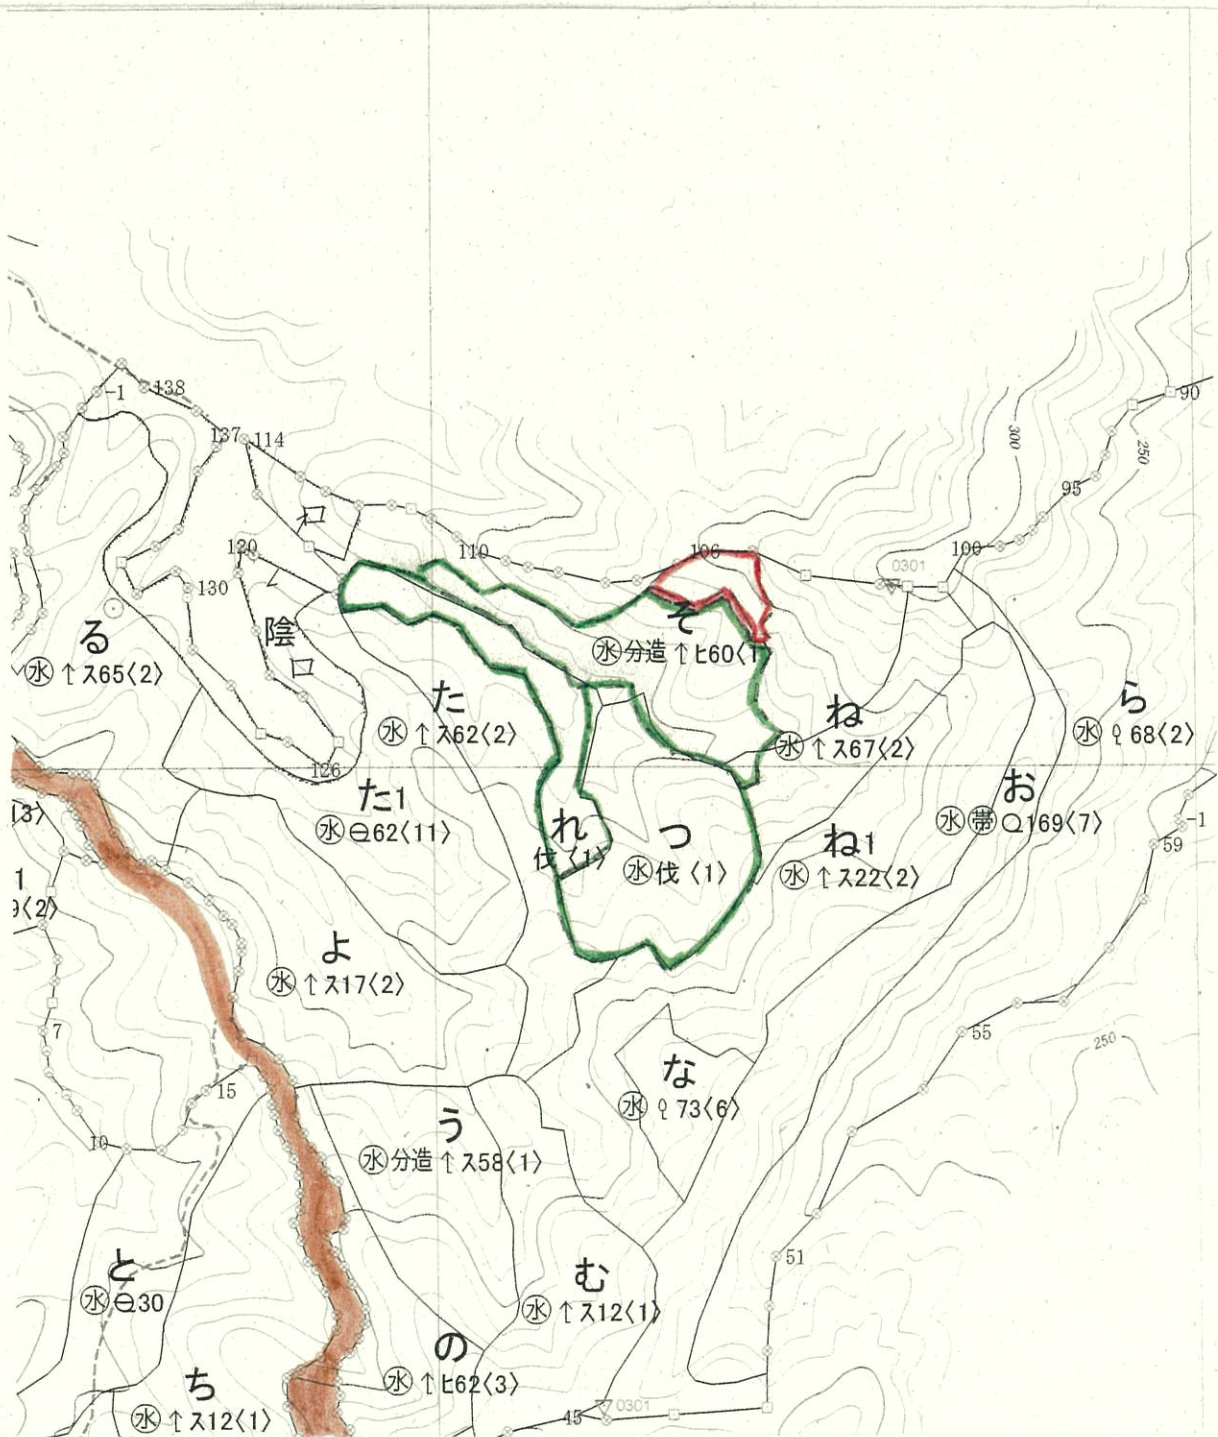 90
-1
138
300
137
114
250
95
ロ
120
110
106
100
0301
130
イ
陰
ロ
る
水 ↑ス65〈2〉
そ
水 分造 ↑ヒ60〈1
た
水 ↑ス62〈2〉
ね
水 ↑ス67〈2〉
ら
水 ♀68〈2〉
126
た1
水 ⊖62〈11〉
お
水 帯 Q169〈7〉
13〉
れ
伐〈1〉
つ
水 伐〈1〉
ね1
水 ↑ス22〈2〉
-1
59
1
9〈2〉
よ
水 ↑ス17〈2〉
7
55
250
な
水 ♀73〈6〉
15
10
う
水 分造 ↑ス58〈1〉
51
と
水 ⊖30
む
水 ↑ス12〈1〉
の
水 ↑ヒ62〈3〉
ち
水 ↑ス12〈1〉
45
0301